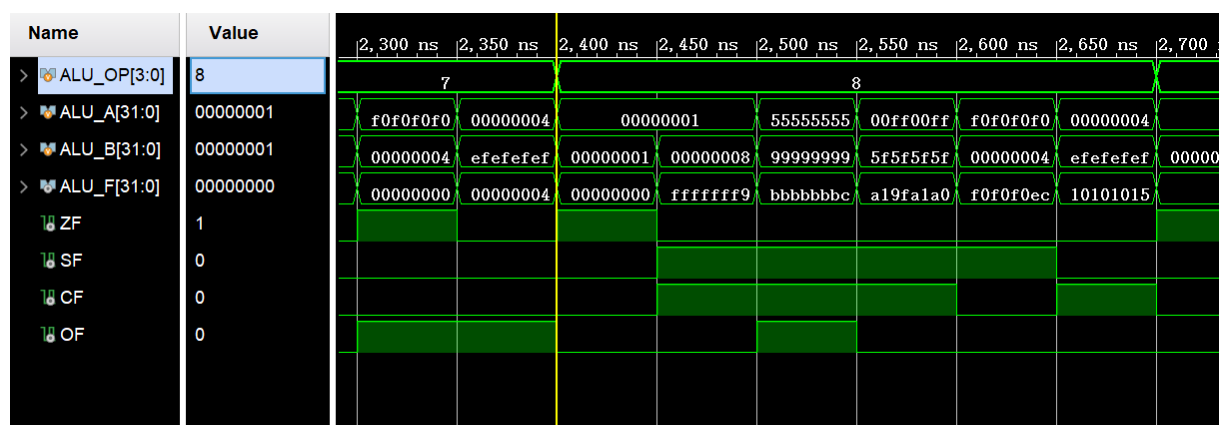 Name Value 2,300 ns 2,350 ns 2,400 ns 2,450 ns 2,500 ns 2,550 ns 2,600 ns 2,650 ns 2,700
> ALU_OP[3:0] 8 7 8
> ALU_A[31:0] 00000001 f0f0f0f0 00000004 00000001 55555555 00ff00ff f0f0f0f0 00000004
> ALU_B[31:0] 00000001 00000004 efefefef 00000001 00000008 99999999 5f5f5f5f 00000004 efefefef 00000
> ALU_F[31:0] 00000000 00000000 00000004 00000000 fffffff9 bbbbbbbc a19fa1a0 f0f0f0ec 10101015
ZF 1
SF 0
CF 0
OF 0